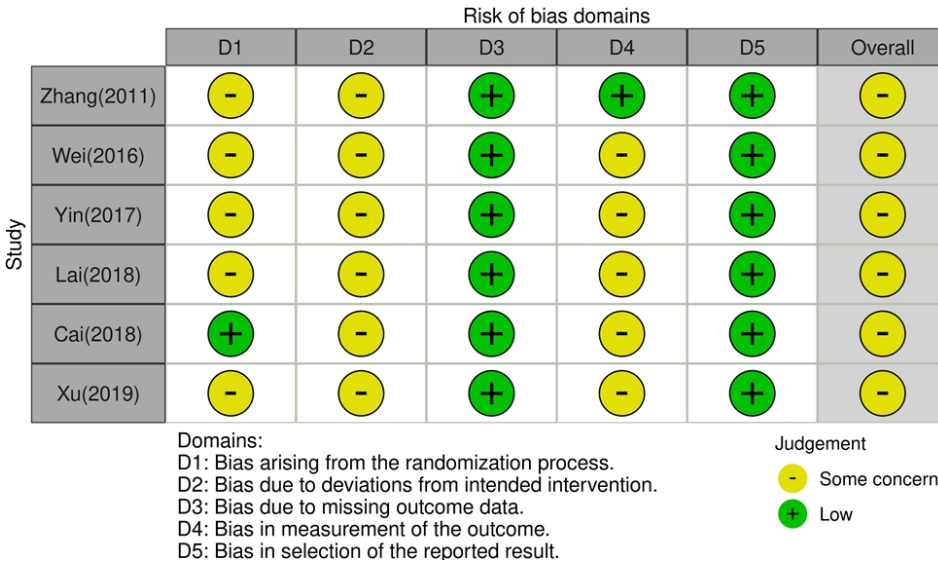 Risk of bias domains
D1 D2 D3 D4 D5 Overall
Study
Zhang(2011) - - + + + -
Wei(2016) - - + - + -
Yin(2017) - - + - + -
Lai(2018) - - + - + -
Cai(2018) + - + - + -
Xu(2019) - - + - + -
Domains:
D1: Bias arising from the randomization process.
D2: Bias due to deviations from intended intervention.
D3: Bias due to missing outcome data.
D4: Bias in measurement of the outcome.
D5: Bias in selection of the reported result.
Judgement
- Some concern
+ Low